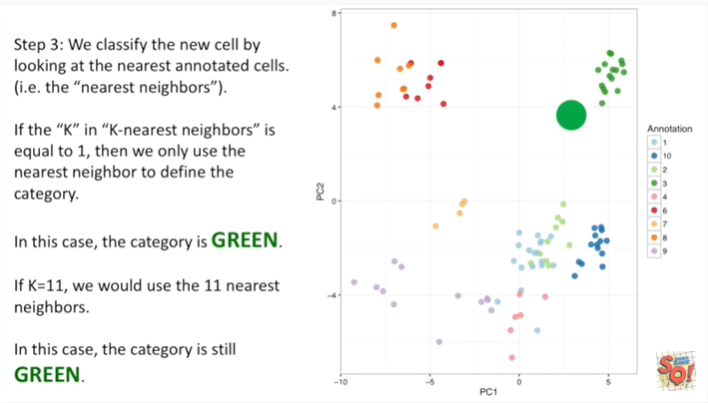 Step 3: We classify the new cell by
looking at the nearest annotated cells.
(i.e. the “nearest neighbors”).
If the “K” in “K-nearest neighbors” is
equal to 1, then we only use the
nearest neighbor to define the
category.
In this case, the category is GREEN.
If K=11, we would use the 11 nearest
neighbors.
In this case, the category is still
GREEN.
8
4
0
-4
PC2
-10
-5
0
5
PC1
Annotation
1
10
2
3
4
6
7
8
9
SQ!